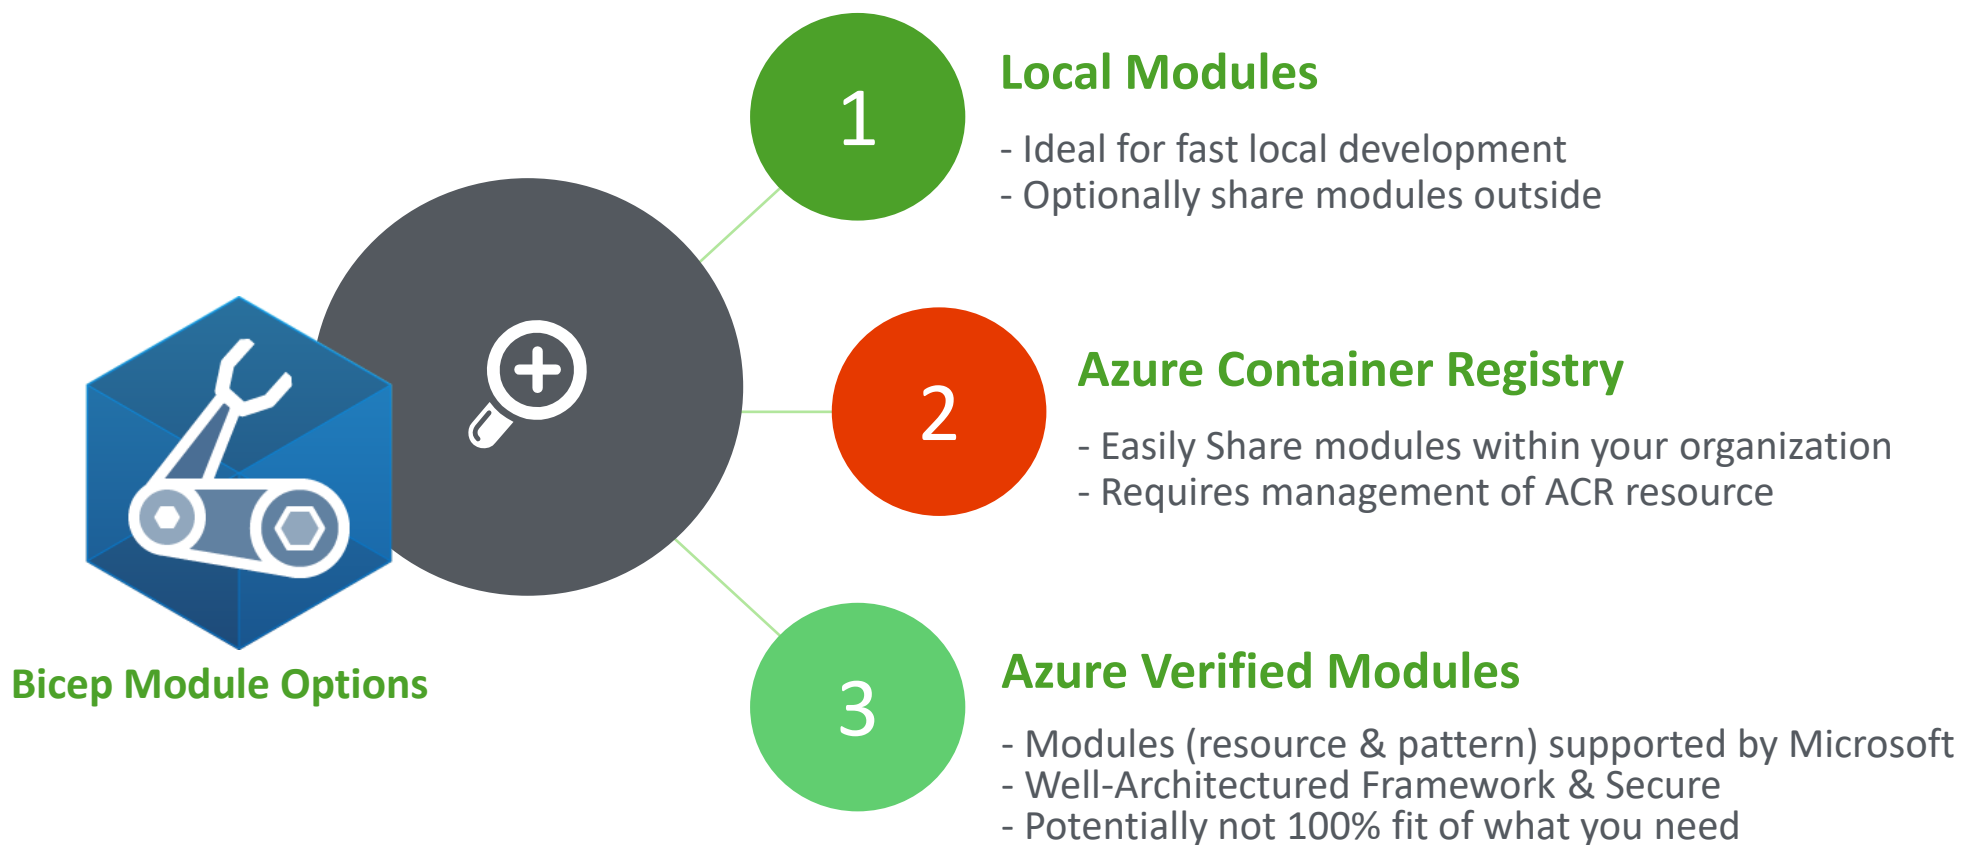 1
Local Modules
- Ideal for fast local development
- Optionally share modules outside
2
Azure Container Registry
- Easily Share modules within your organization
- Requires management of ACR resource
Bicep Module Options
3
Azure Verified Modules
- Modules (resource & pattern) supported by Microsoft
- Well-Architectured Framework & Secure
- Potentially not 100% fit of what you need